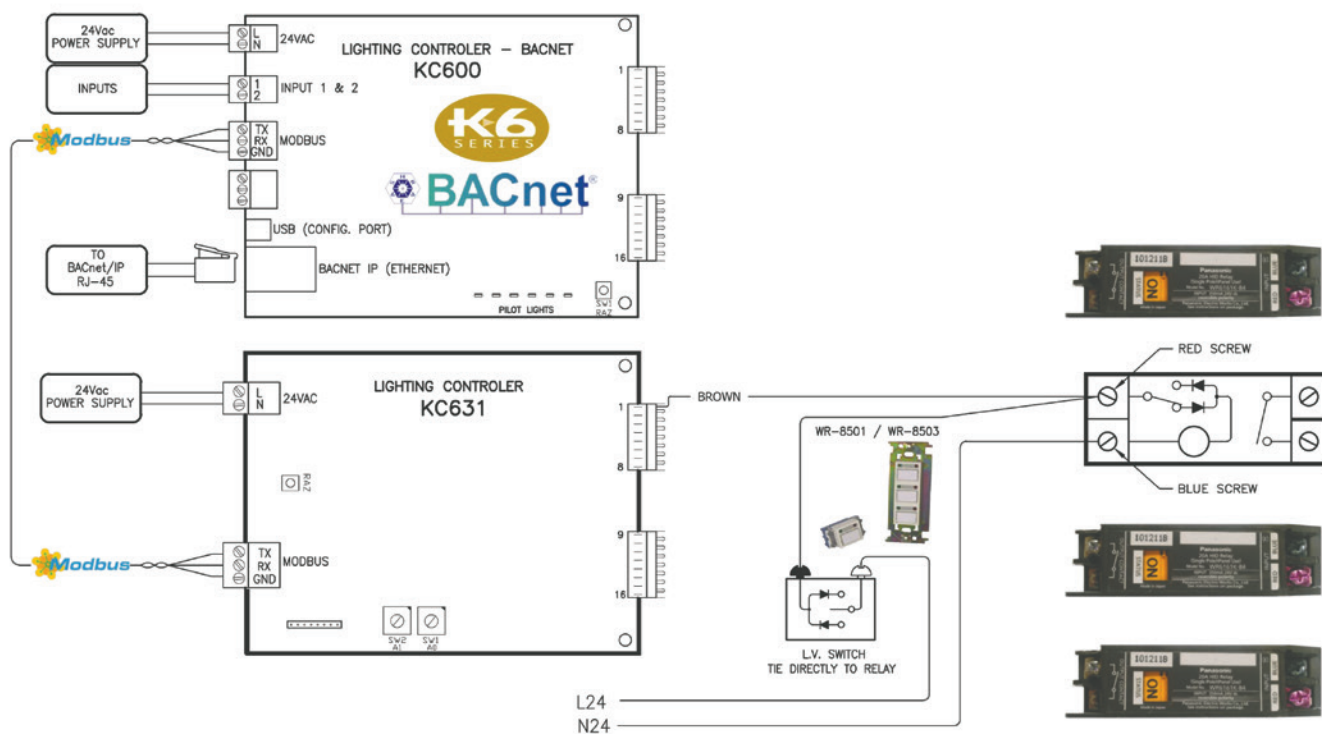 24Vac
POWER SUPPLY
L
N
24VAC
LIGHTING CONTROLER - BACNET
KC600
INPUTS
1
2
INPUT 1 & 2
1
8
K6
SERIES
Modbus
TX
RX
GND
MODBUS
BACnet®
9
16
USB (CONFIG. PORT)
TO
BACnet/IP
RJ-45
BACNET IP (ETHERNET)
PILOT LIGHTS
SW1
RAZ
101211B
ON
STATUS
Panasonic
24Vac
POWER SUPPLY
L
N
24VAC
LIGHTING CONTROLER
KC631
1
8
BROWN
RED SCREW
WR-8501 / WR-8503
BLUE SCREW
RAZ
Modbus
TX
RX
GND
MODBUS
9
16
SW2
A1
SW1
A0
L.V. SWITCH
TIE DIRECTLY TO RELAY
L24
N24
101211B
ON
STATUS
Panasonic
101211B
ON
STATUS
Panasonic